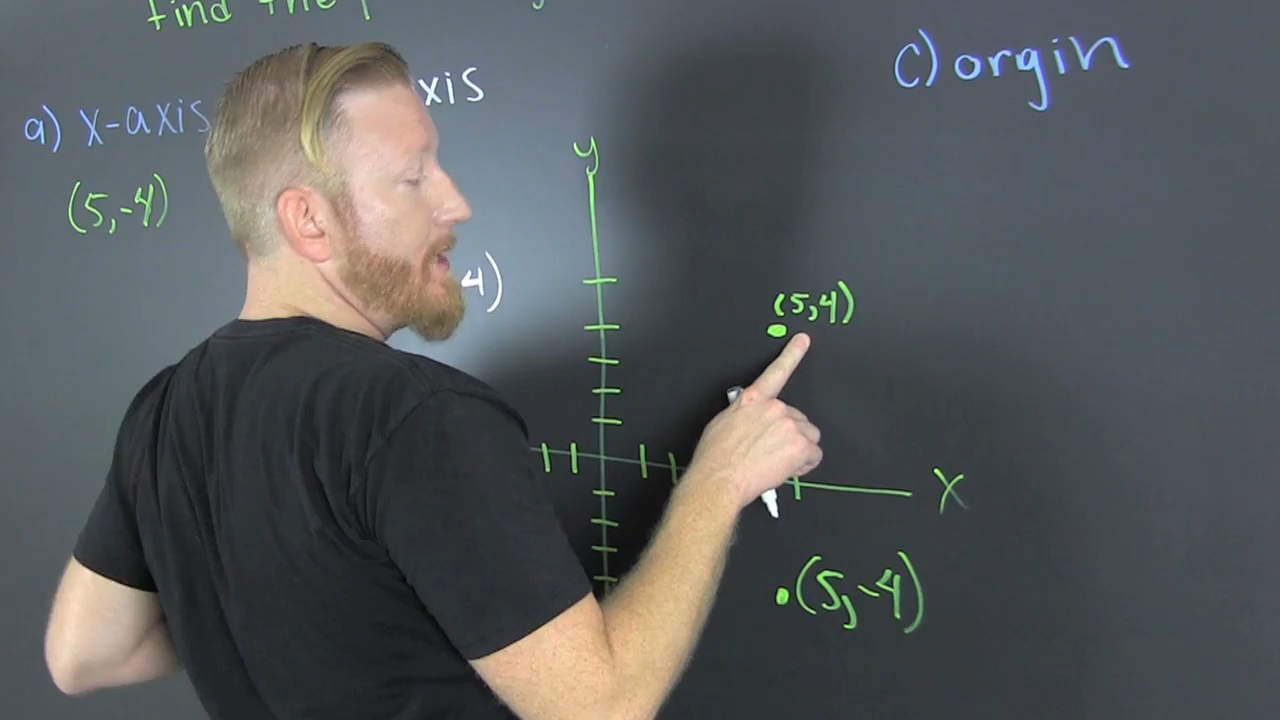 find the
c) orgin
a) x-axis
xis
(5,-4)
4)
y
(5,4)
x
(5,-4)